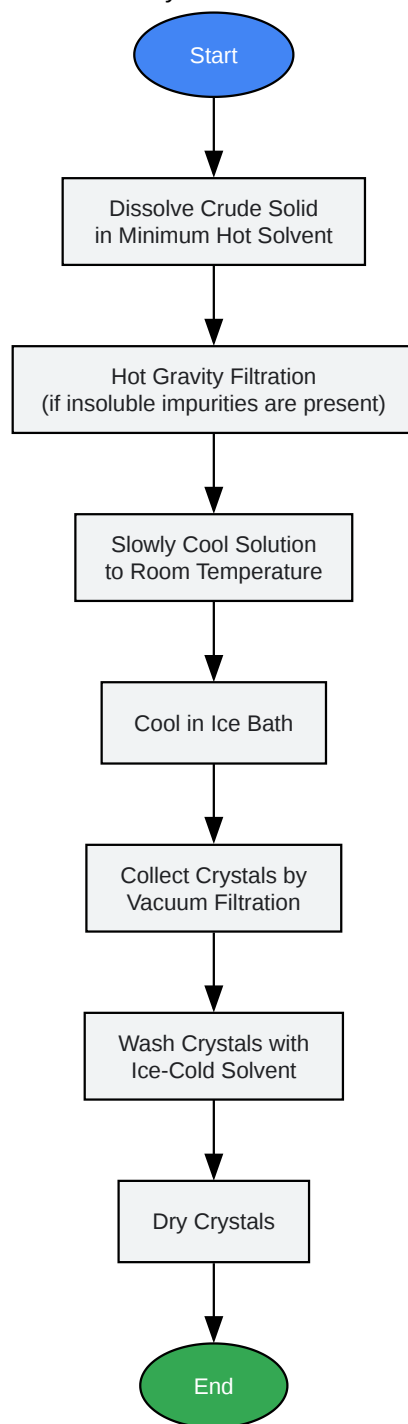 Start
Dissolve Crude Solid
in Minimum Hot Solvent
Hot Gravity Filtration
(if insoluble impurities are present)
Slowly Cool Solution
to Room Temperature
Cool in Ice Bath
Collect Crystals by
Vacuum Filtration
Wash Crystals with
Ice-Cold Solvent
Dry Crystals
End